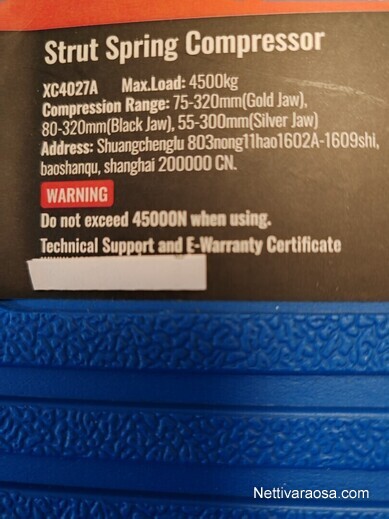 Strut Spring Compressor
XC4027A Max.Load: 4500kg
Compression Range: 75-320mm(Gold Jaw),
80-320mm(Black Jaw), 55-300mm(Silver Jaw)
Address: Shuangchenglu 803nong11hao1602A-1609shi,
baoshanqu, shanghai 200000 CN.
WARNING
Do not exceed 45000N when using.
Technical Support and E-Warranty Certificate
Nettivaraosa.com